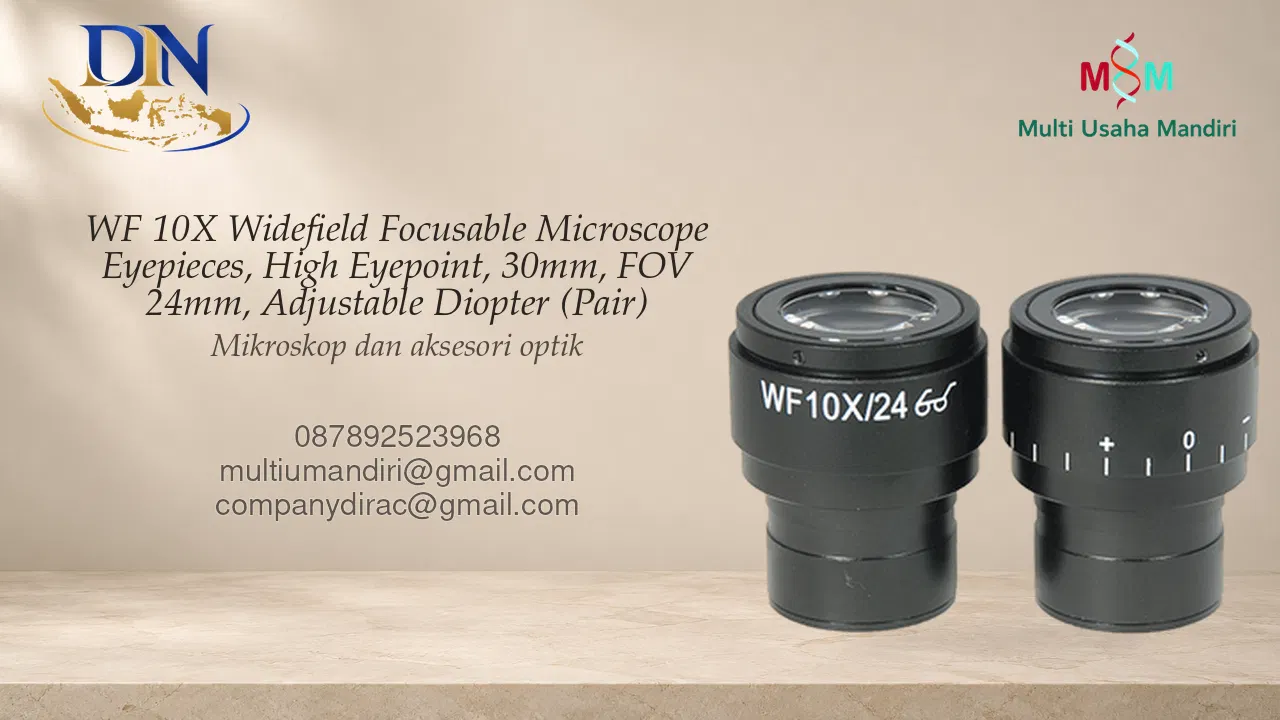 DN
M M
Multi Usaha Mandiri
WF 10X Widefield Focusable Microscope
Eyepieces, High Eyepoint, 30mm, FOV
24mm, Adjustable Diopter (Pair)
Mikroskop dan aksesori optik
087892523968
multiumandiri@gmail.com
companydirac@gmail.com
WF10X/24
+ 0 -